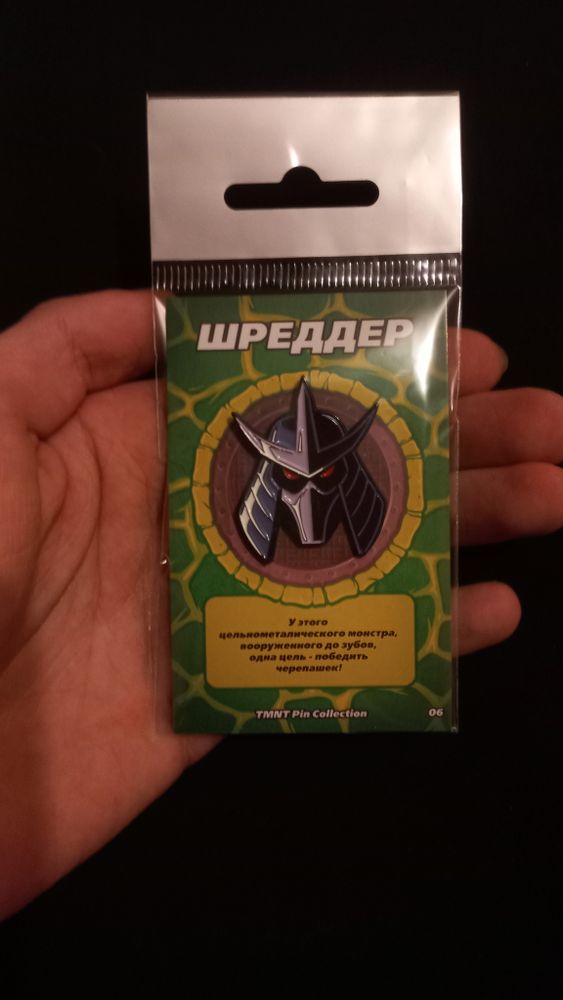 ШРЕДДЕР
У этого
цельнометалического монстра,
вооруженного до зубов,
одна цель - победить
черепашек!
TMNT Pin Collection
06